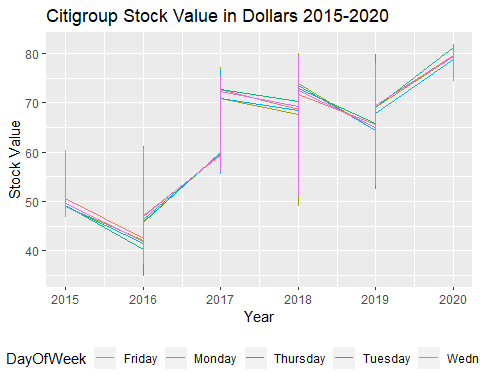 Citigroup Stock Value in Dollars 2015-2020
80
70
60
50
40
Stock Value
2015 2016 2017 2018 2019 2020
Year
DayOfWeek Friday Monday Thursday Tuesday Wedn